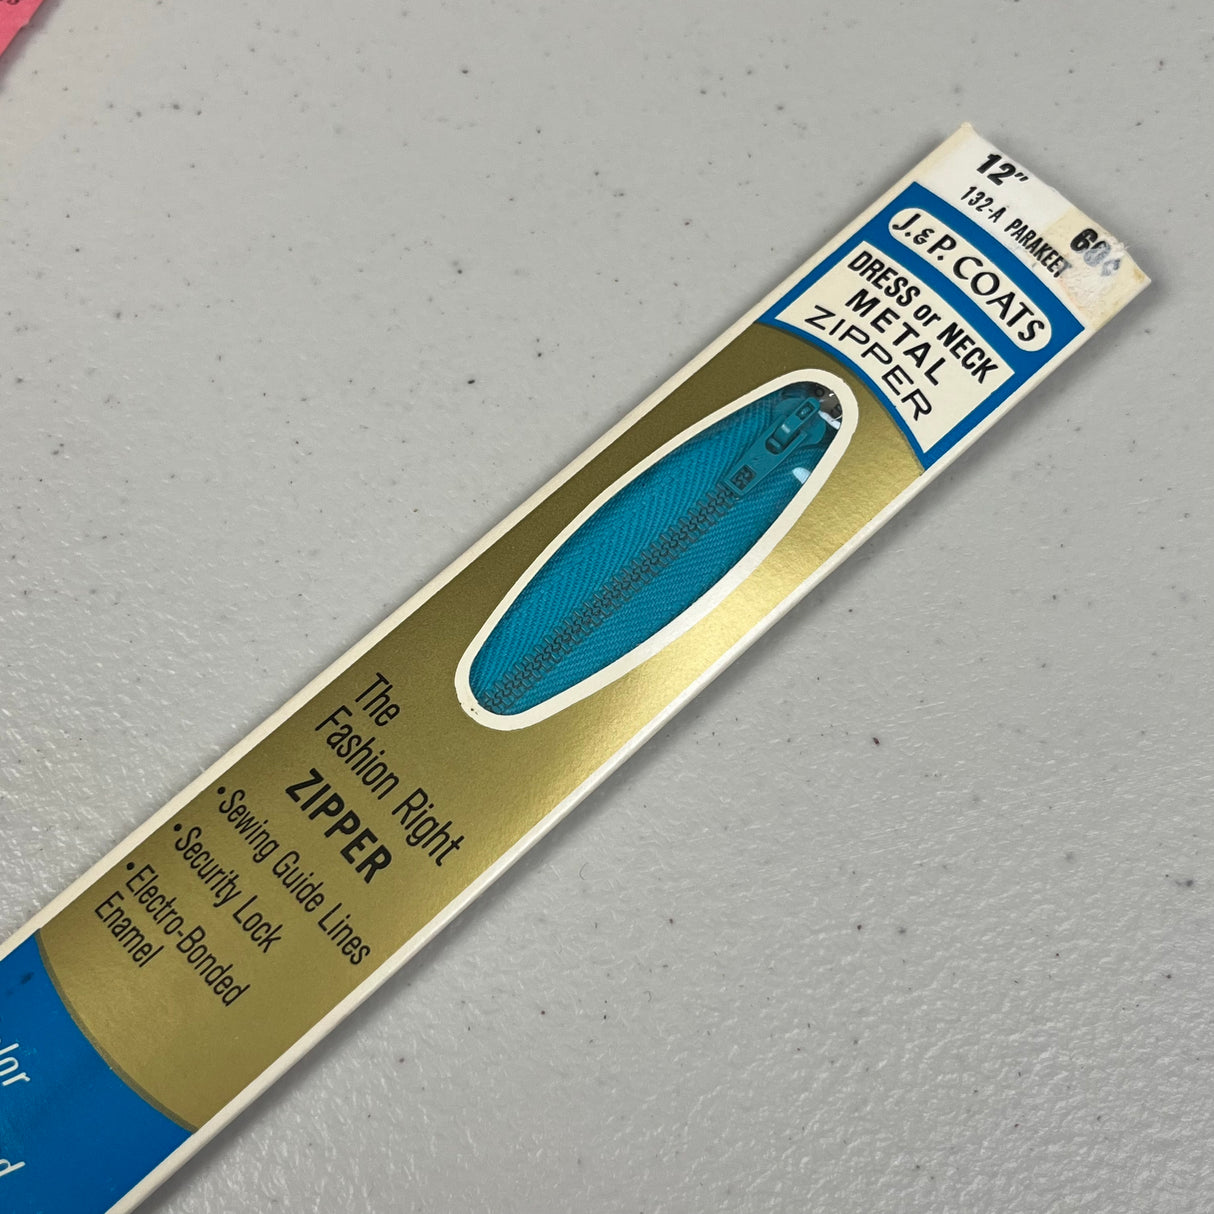 12"
132-A PARAKEET
J. & P. COATS
DRESS or NECK
METAL
ZIPPER
The
Fashion Right
ZIPPER
•Sewing Guide Lines
•Security Lock
•Electro-Bonded
Enamel